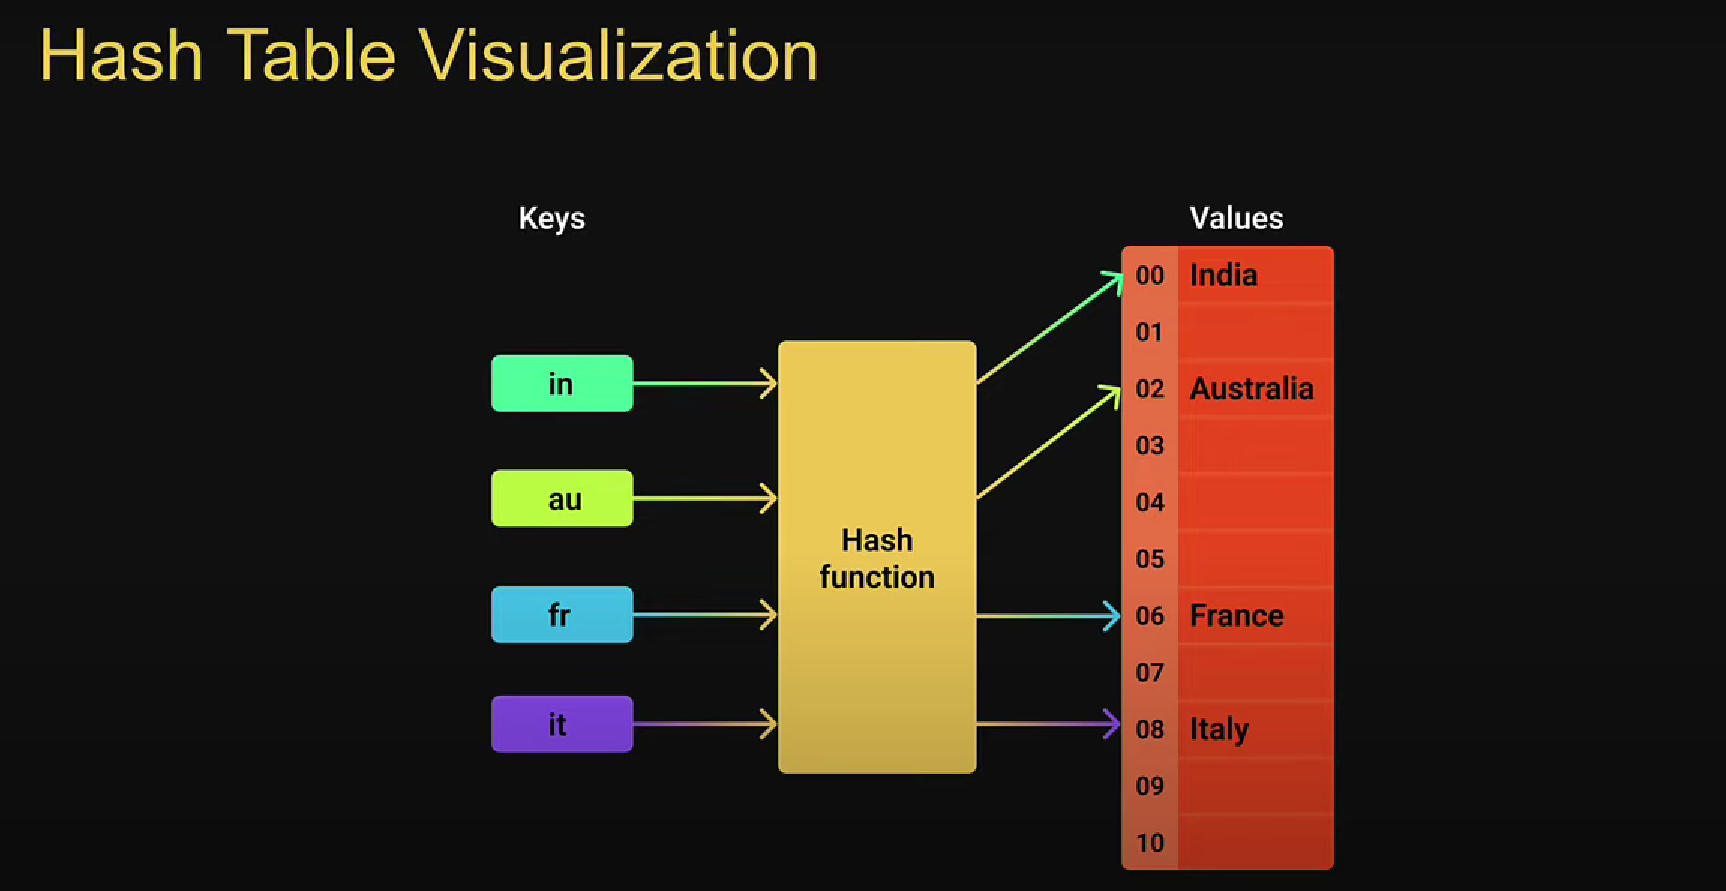 Hash Table Visualization
Keys
Values
in
au
fr
it
Hash
function
00 India
01
02 Australia
03
04
05
06 France
07
08 Italy
09
10